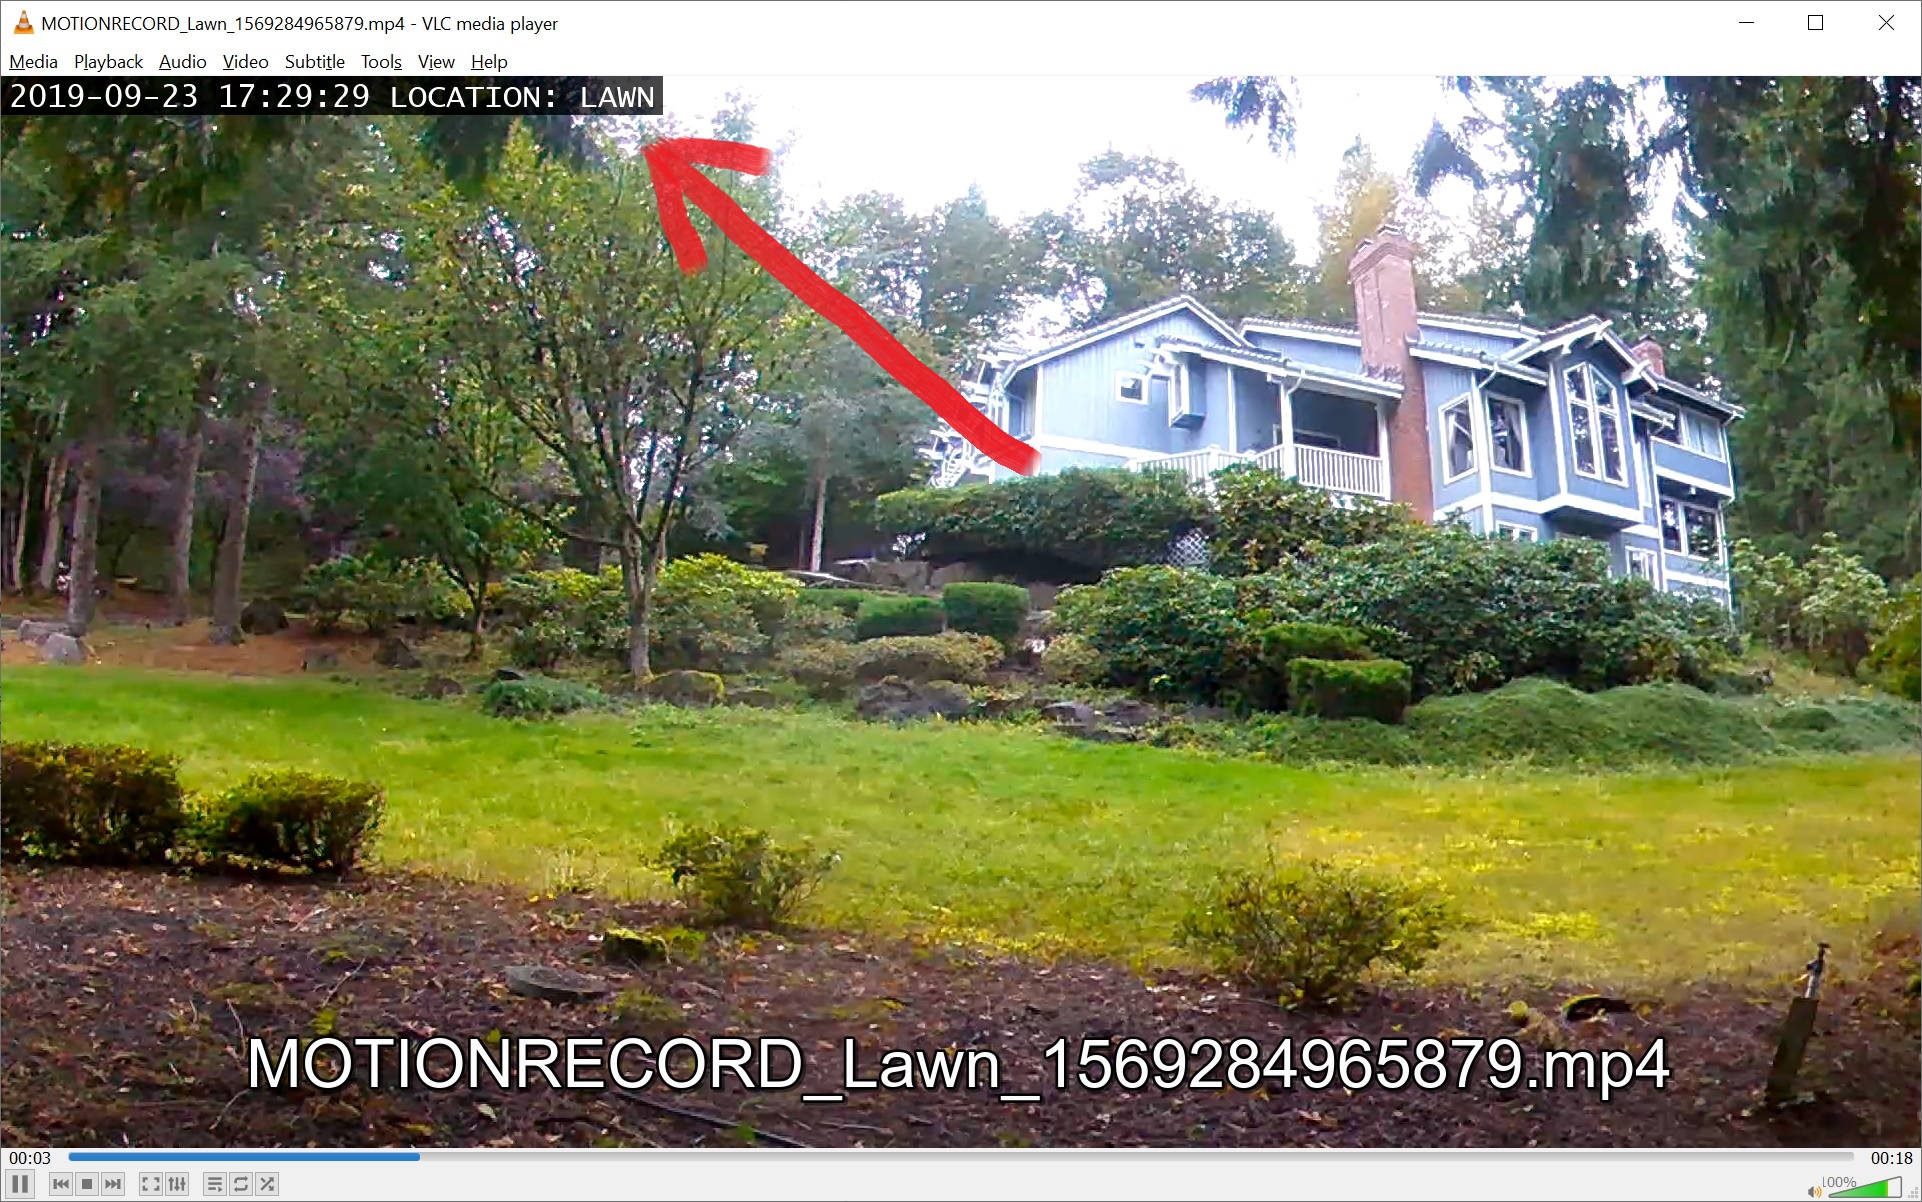 MOTIONRECORD_Lawn_1569284965879.mp4 - VLC media player
Media Playback Audio Video Subtitle Tools View Help
2019-09-23 17:29:29 LOCATION: LAWN
MOTIONRECORD_Lawn_1569284965879.mp4
00:03 00:18
100%